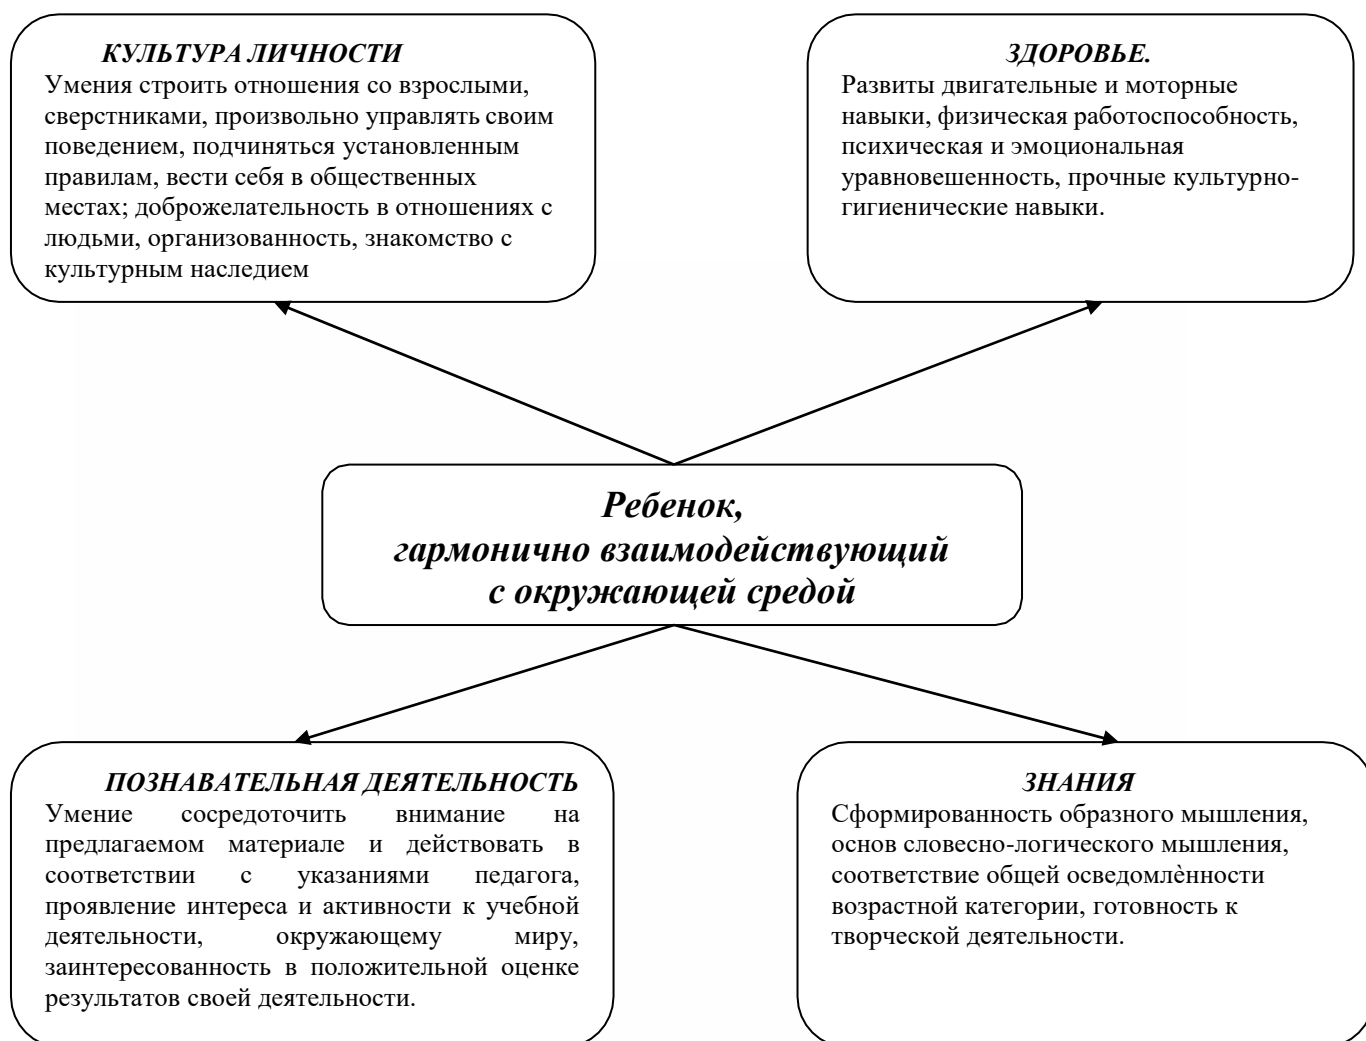 КУЛЬТУРА ЛИЧНОСТИ
Умения строить отношения со взрослыми,
сверстниками, произвольно управлять своим
поведением, подчиняться установленным
правилам, вести себя в общественных
местах; доброжелательность в отношениях с
людьми, организованность, знакомство с
культурным наследием
ЗДОРОВЬЕ.
Развиты двигательные и моторные
навыки, физическая работоспособность,
психическая и эмоциональная
уравновешенность, прочные культурно-
гигиенические навыки.
Ребенок,
гармонично взаимодействующий
с окружающей средой
ПОЗНАВАТЕЛЬНАЯ ДЕЯТЕЛЬНОСТЬ
Умение сосредоточить внимание на
предлагаемом материале и действовать в
соответствии с указаниями педагога,
проявление интереса и активности к учебной
деятельности, окружающему миру,
заинтересованность в положительной оценке
результатов своей деятельности.
ЗНАНИЯ
Сформированность образного мышления,
основ словесно-логического мышления,
соответствие общей осведомлѐнности
возрастной категории, готовность к
творческой деятельности.